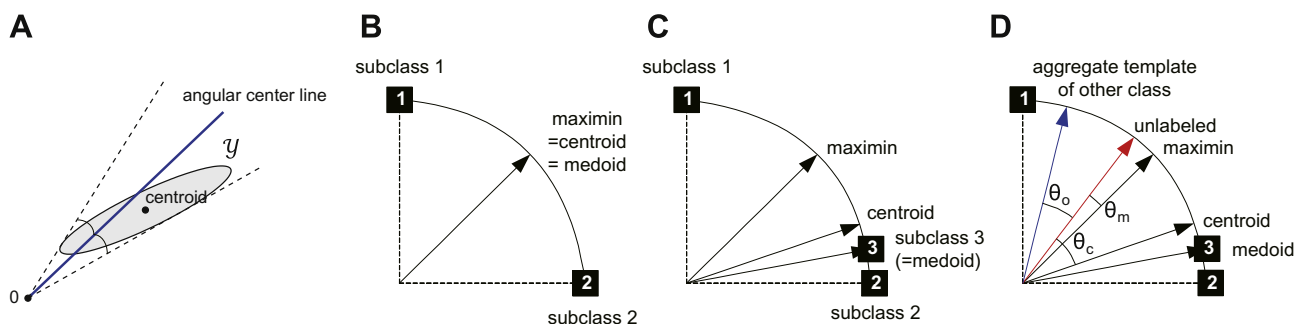 A
angular center line
𝒴
centroid
0
B
subclass 1
1
maximin
=centroid
= medoid
2
subclass 2
C
subclass 1
1
maximin
centroid
3
subclass 3
(=medoid)
2
subclass 2
D
aggregate template
of other class
1
unlabeled
maximin
θo
θm
θc
centroid
3
medoid
2